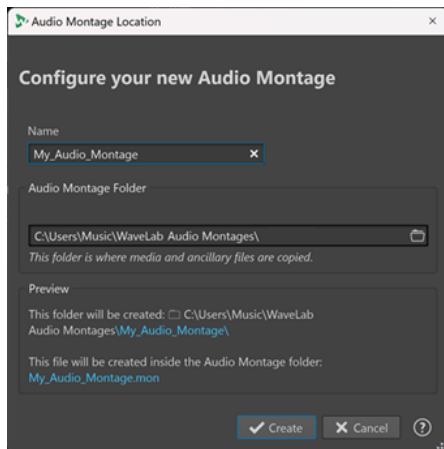 Audio Montage Location
Configure your new Audio Montage
Name
My_Audio_Montage
Audio Montage Folder
C:\Users\Music\WaveLab Audio Montages\
This folder is where media and ancillary files are copied.
Preview
This folder will be created: C:\Users\Music\WaveLab
Audio Montages\My_Audio_Montage\
This file will be created inside the Audio Montage folder:
My_Audio_Montage.mon
Create Cancel ?